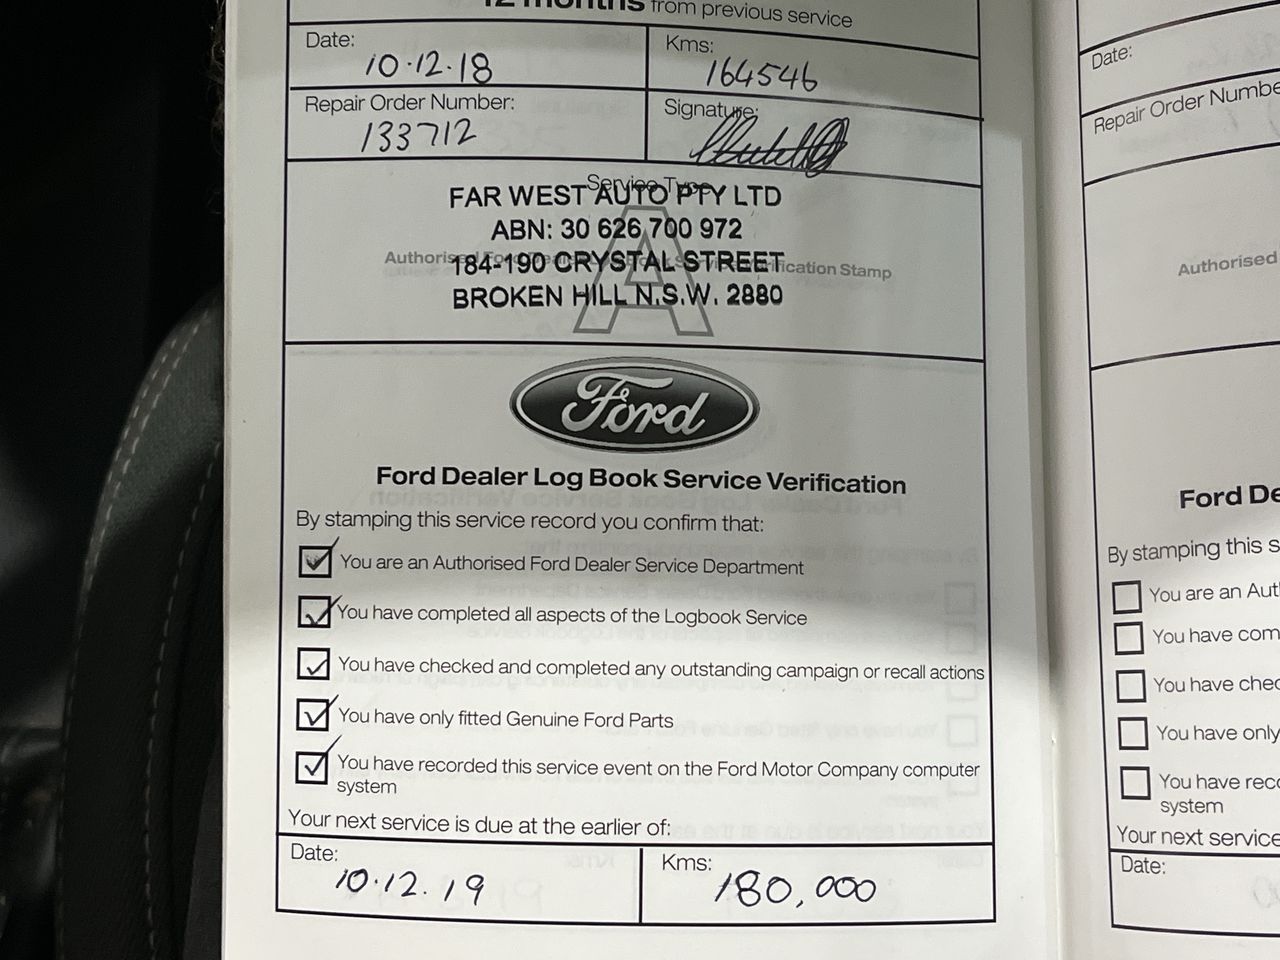 12 months from previous service
Date:
10.12.18
Kms:
164546
Repair Order Number:
133712
Signature:
Service Type
FAR WEST AUTO PTY LTD
ABN: 30 626 700 972
184-190 CRYSTAL STREET
BROKEN HILL N.S.W. 2880
Authorised Verification Stamp
A
Ford
Ford Dealer Log Book Service Verification
By stamping this service record you confirm that:
You are an Authorised Ford Dealer Service Department
You have completed all aspects of the Logbook Service
You have checked and completed any outstanding campaign or recall actions
You have only fitted Genuine Ford Parts
You have recorded this service event on the Ford Motor Company computer
system
Your next service is due at the earlier of:
Date:
10.12.19
Kms:
180,000
Date:
Repair Order Numbe
Authorised
Ford De
By stamping this s
You are an Aut
You have com
You have chec
You have only
You have reco
system
Your next service
Date: